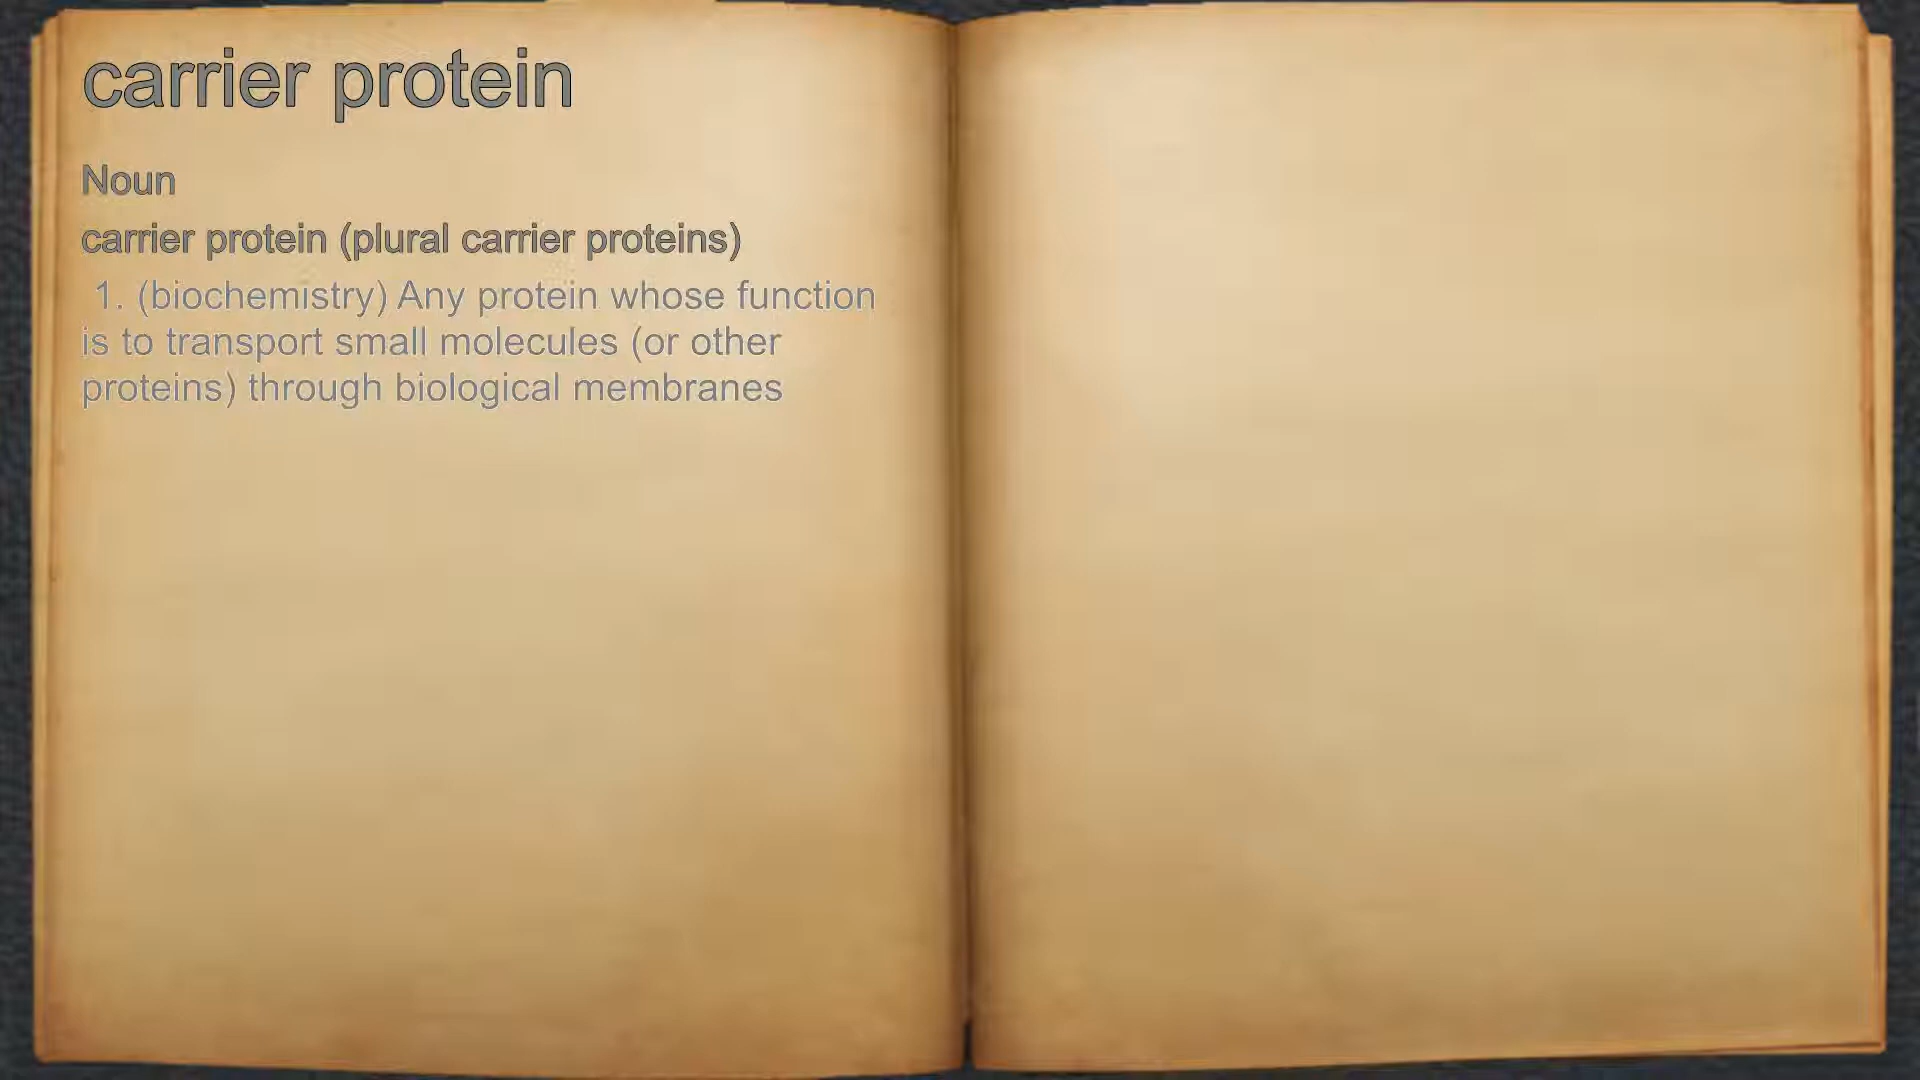 carrier protein
Noun
carrier protein (plural carrier proteins)
1. (biochemistry) Any protein whose function
is to transport small molecules (or other
proteins) through biological membranes